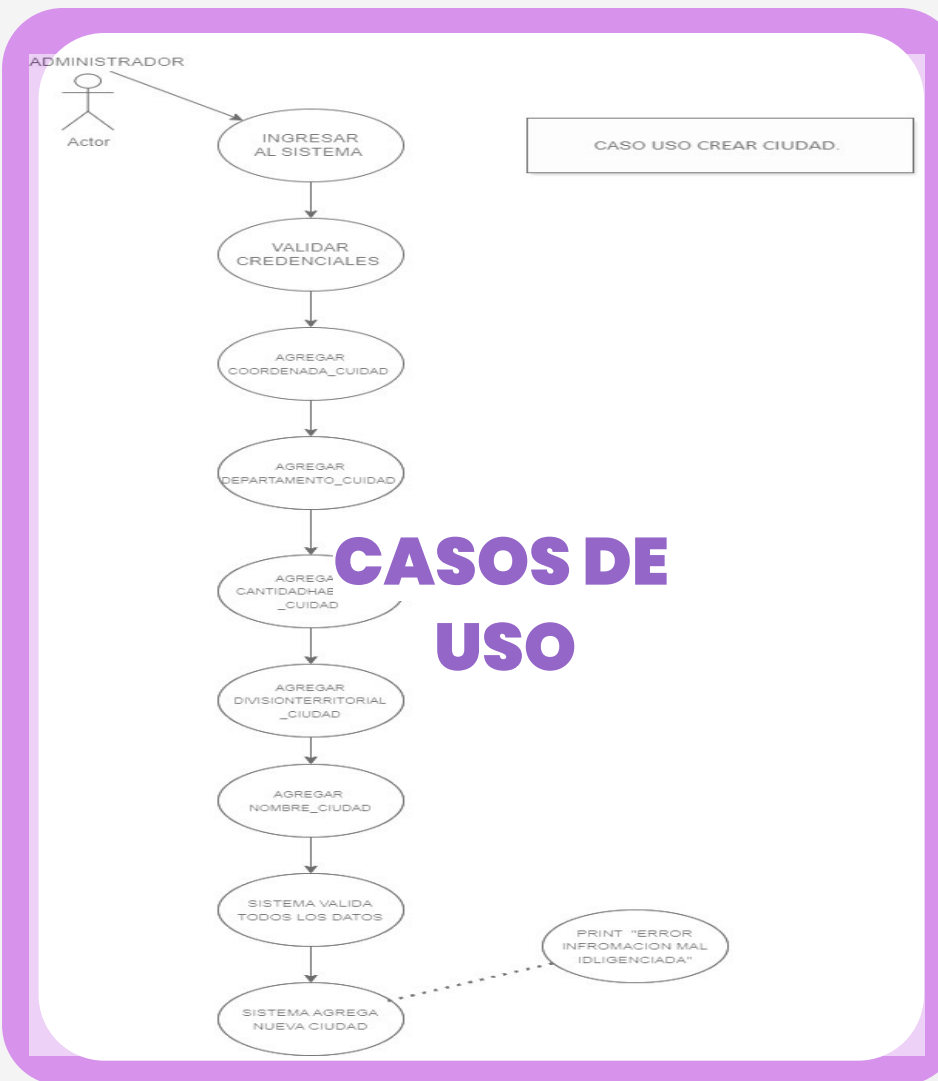 ADMINISTRADOR
Actor
INGRESAR
AL SISTEMA
CASO USO CREAR CIUDAD.
VALIDAR
CREDENCIALES
AGREGAR
COORDENADA_CUIDAD
AGREGAR
DEPARTAMENTO_CUIDAD
AGREGA
CANTIDADHAB
_CUIDAD
CASOS DE
USO
AGREGAR
DIVISIONTERRITORIAL
_CIUDAD
AGREGAR
NOMBRE_CIUDAD
SISTEMA VALIDA
TODOS LOS DATOS
PRINT "ERROR
INFROMACION MAL
IDLIGENCIADA"
SISTEMA AGREGA
NUEVA CIUDAD